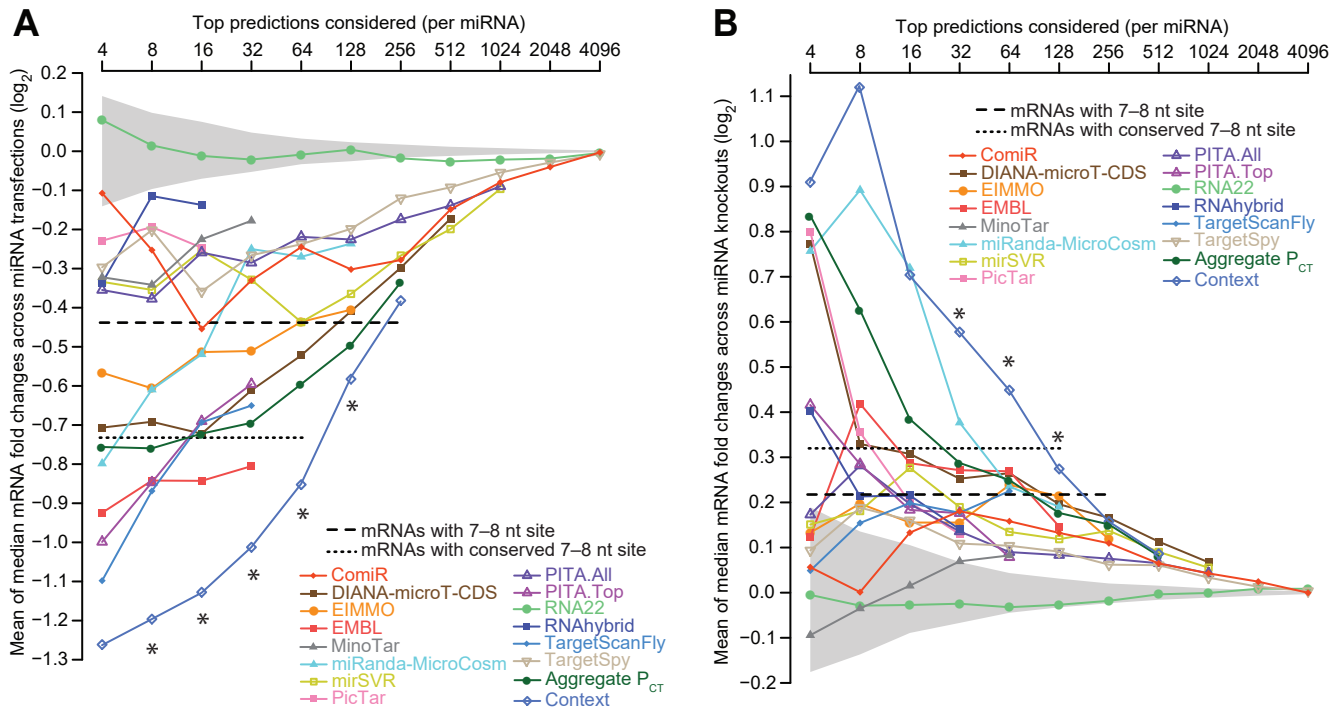 A
Top predictions considered (per miRNA)
4 8 16 32 64 128 256 512 1024 2048 4096
Mean of median mRNA fold changes across miRNA transfections (log2)
0.2
0.1
0.0
−0.1
−0.2
−0.3
−0.4
−0.5
−0.6
−0.7
−0.8
−0.9
−1.0
−1.1
−1.2
−1.3
* * * * *
mRNAs with 7–8 nt site
mRNAs with conserved 7–8 nt site
ComiR
DIANA-microT-CDS
EIMMO
EMBL
MinoTar
miRanda-MicroCosm
mirSVR
PicTar
PITA.All
PITA.Top
RNA22
RNAhybrid
TargetScanFly
TargetSpy
Aggregate PCT
Context
B
Top predictions considered (per miRNA)
4 8 16 32 64 128 256 512 1024 2048 4096
Mean of median mRNA fold changes across miRNA knockouts (log2)
1.1
1.0
0.9
0.8
0.7
0.6
0.5
0.4
0.3
0.2
0.1
0.0
−0.1
−0.2
mRNAs with 7–8 nt site
mRNAs with conserved 7–8 nt site
ComiR
DIANA-microT-CDS
EIMMO
EMBL
MinoTar
miRanda-MicroCosm
mirSVR
PicTar
PITA.All
PITA.Top
RNA22
RNAhybrid
TargetScanFly
TargetSpy
Aggregate PCT
Context
* * *